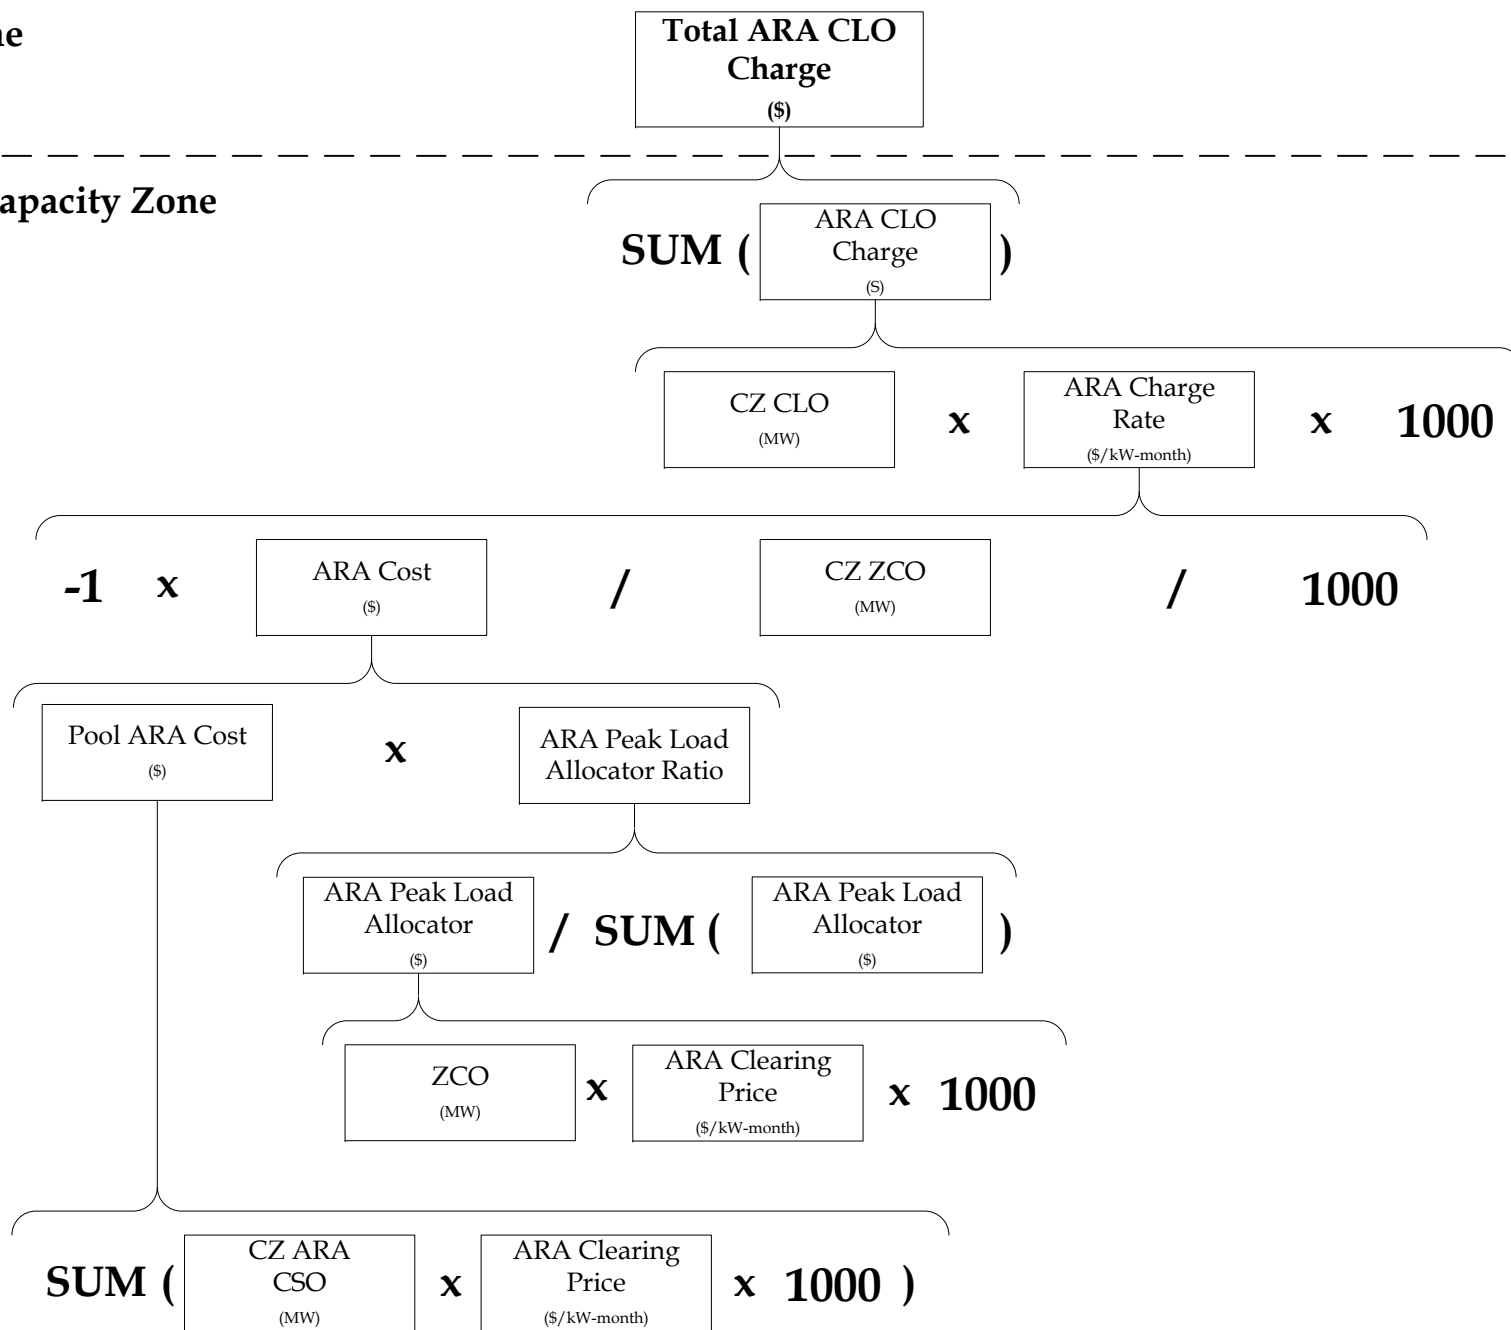 ne
Total ARA CLO
Charge
($)
apacity Zone
SUM ( ARA CLO
Charge
(S) )
CZ CLO
(MW)
x
ARA Charge
Rate
($/kW-month)
x 1000
-1 x
ARA Cost
($)
/
CZ ZCO
(MW)
/ 1000
Pool ARA Cost
($)
x
ARA Peak Load
Allocator Ratio
ARA Peak Load
Allocator
($)
/ SUM (
ARA Peak Load
Allocator
($)
)
ZCO
(MW)
x
ARA Clearing
Price
($/kW-month)
x 1000
SUM (
CZ ARA
CSO
(MW)
x
ARA Clearing
Price
($/kW-month)
x 1000 )